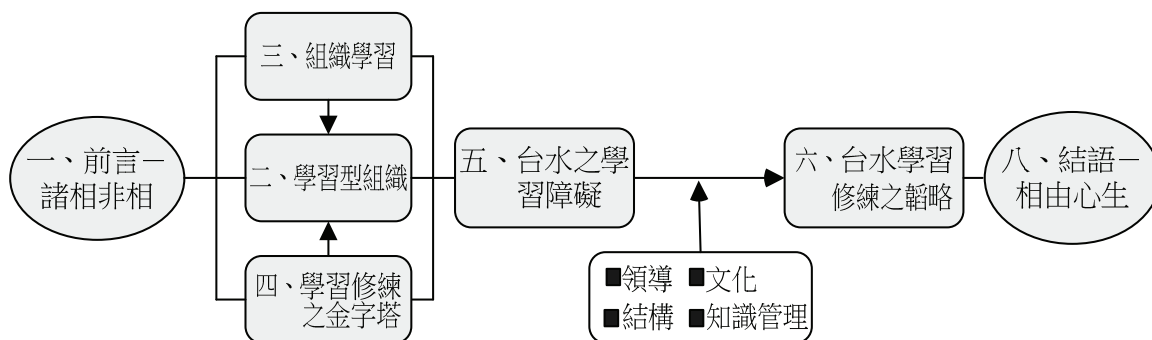 一、前言－
諸相非相
三、組織學習
二、學習型組織
四、學習修練
之金字塔
五、台水之學
習障礙
■領導 ■文化
■結構 ■知識管理
六、台水學習
修練之韜略
八、結語－
相由心生